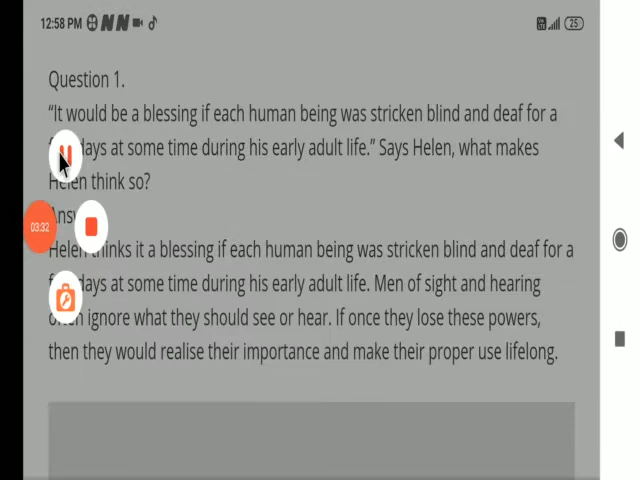 12:58 PM
25
Question 1.
“It would be a blessing if each human being was stricken blind and deaf for a
days at some time during his early adult life.” Says Helen, what makes
Helen think so?
03:32
Helen thinks it a blessing if each human being was stricken blind and deaf for a
days at some time during his early adult life. Men of sight and hearing
often ignore what they should see or hear. If once they lose these powers,
then they would realise their importance and make their proper use lifelong.